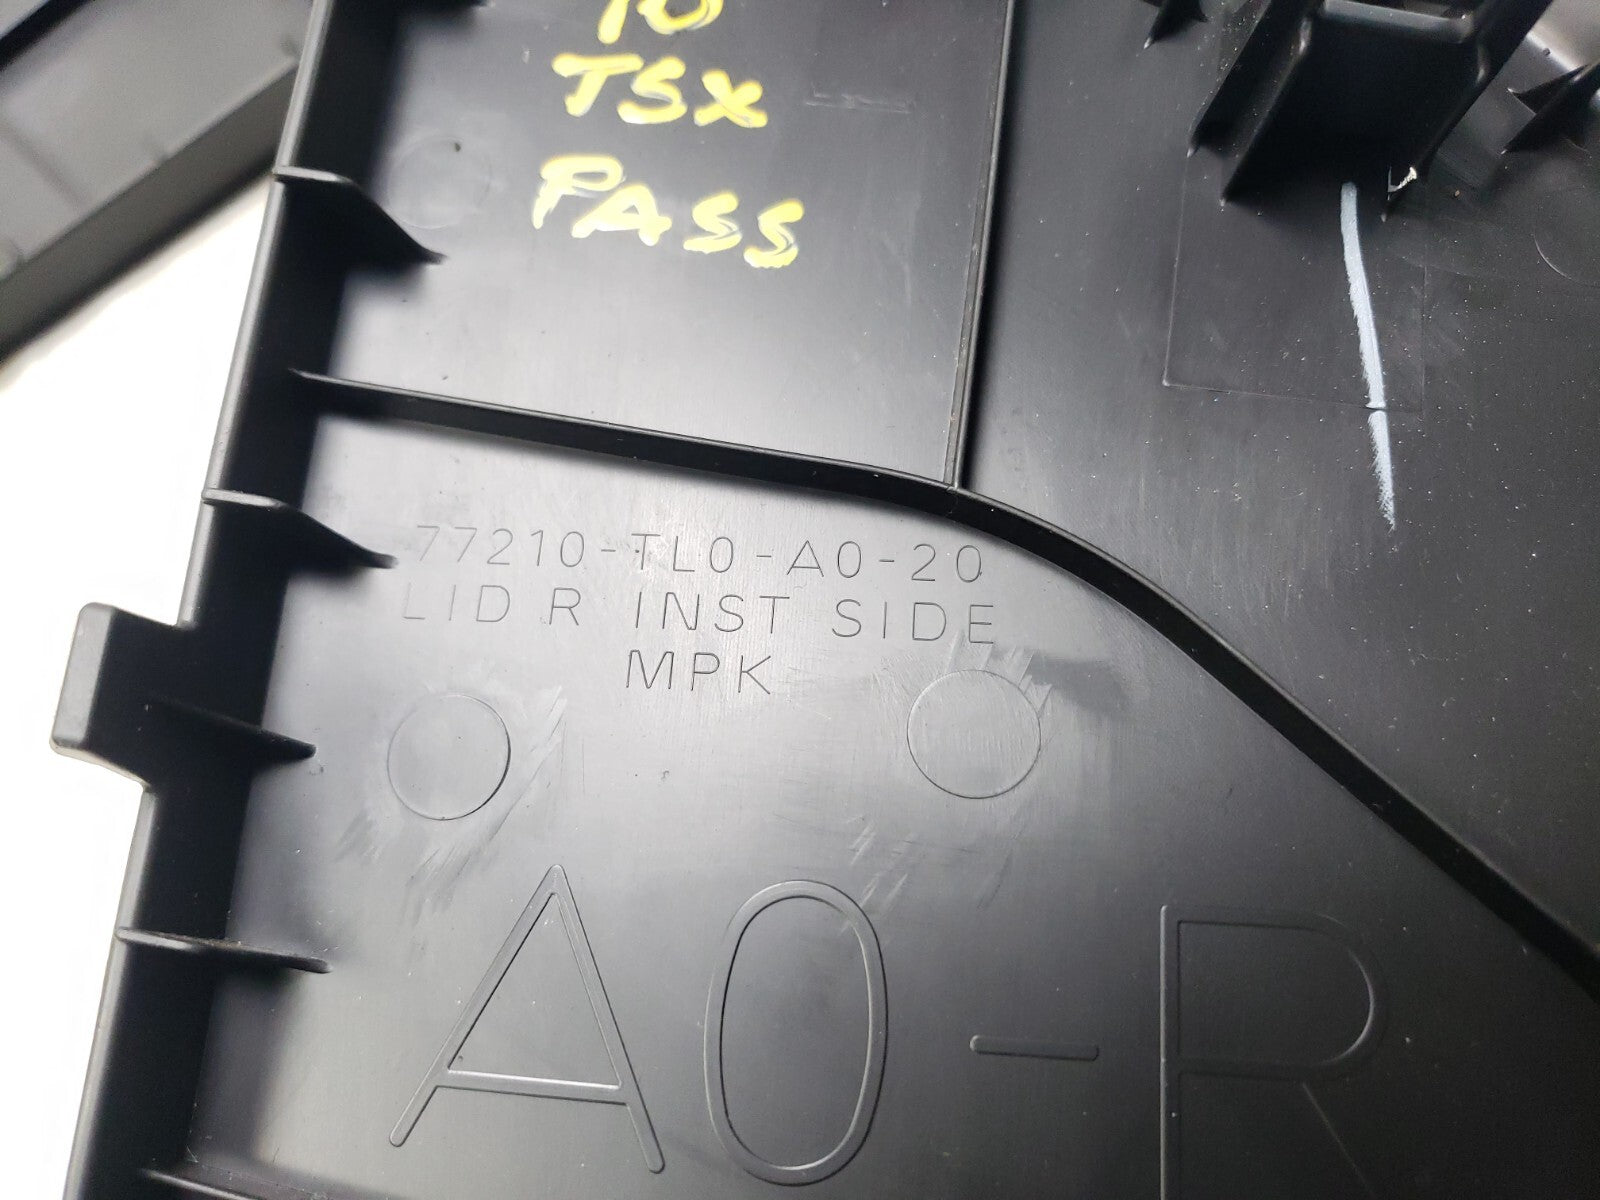 10
TSX
PASS
77210-TL0-A0-20
LID R INST SIDE
MPK
A0-R